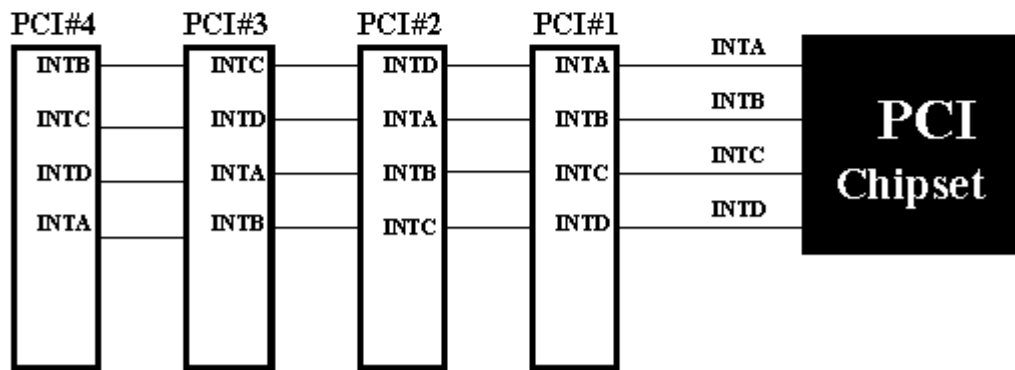 PCI#4 PCI#3 PCI#2 PCI#1
INTA
INTB INTC INTD INTA
INTB
INTC INTD INTA INTB
PCI
INTC
INTD INTA INTB INTC
Chipset
INTD
INTA INTB INTC INTD